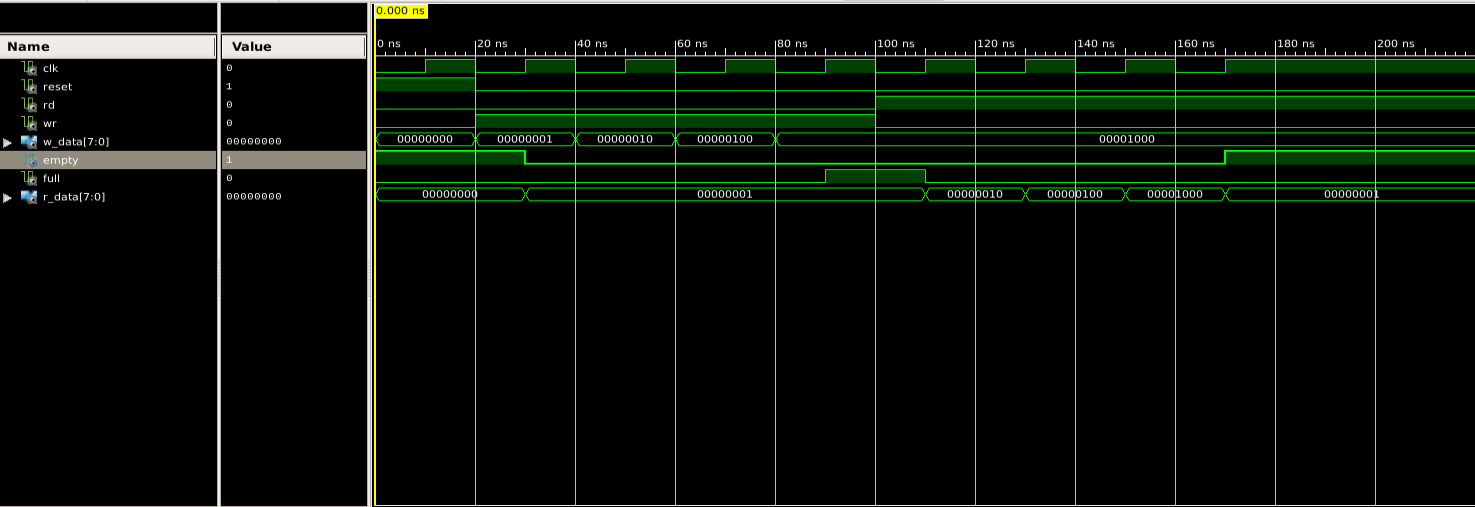 0.000 ns
Name Value
0 ns 20 ns 40 ns 60 ns 80 ns 100 ns 120 ns 140 ns 160 ns 180 ns 200 ns
clk 0
reset 1
rd 0
wr 0
w_data[7:0] 00000000 00000000 00000001 00000010 00000100 00001000
empty 1
full 0
r_data[7:0] 00000000 00000000 00000001 00000010 00000100 00001000 00000001